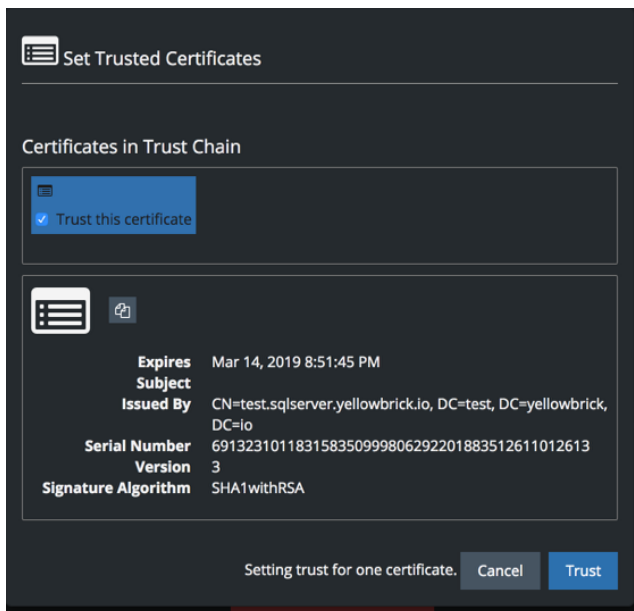 Set Trusted Certificates
Certificates in Trust Chain
Trust this certificate
Expires Mar 14, 2019 8:51:45 PM
Subject
Issued By CN=test.sqlserver.yellowbrick.io, DC=test, DC=yellowbrick,
DC=io
Serial Number 691323101183158350999806292201883512611012613
Version 3
Signature Algorithm SHA1withRSA
Setting trust for one certificate. Cancel Trust